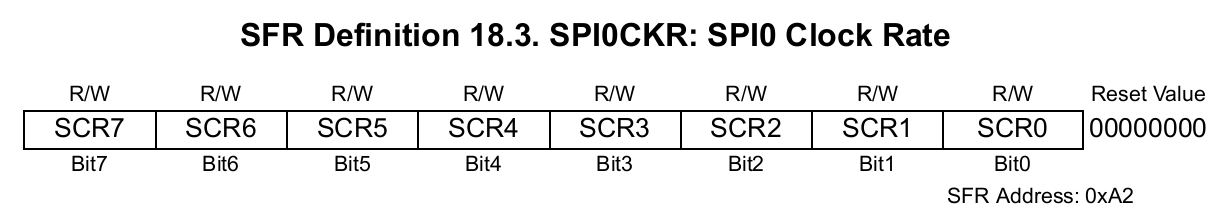 SFR Definition 18.3. SPI0CKR: SPI0 Clock Rate
R/W R/W R/W R/W R/W R/W R/W R/W Reset Value
SCR7 SCR6 SCR5 SCR4 SCR3 SCR2 SCR1 SCR0 00000000
Bit7 Bit6 Bit5 Bit4 Bit3 Bit2 Bit1 Bit0
SFR Address: 0xA2